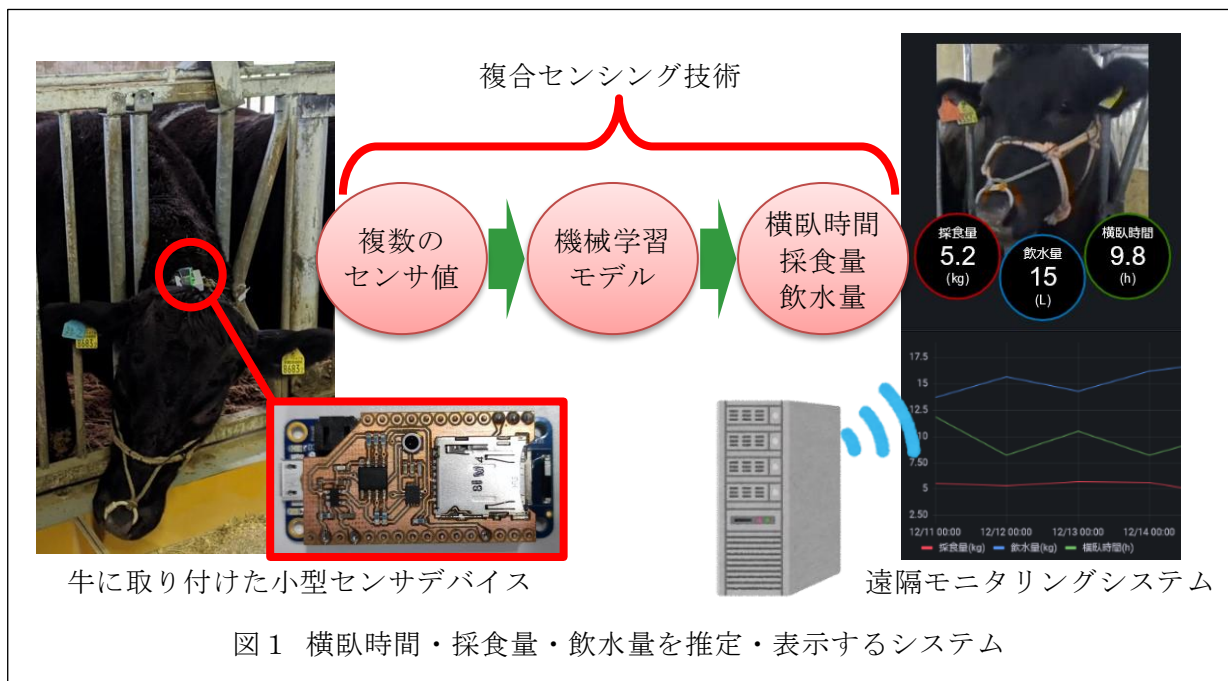 複合センシング技術
複数の
センサ値
機械学習
モデル
横臥時間
採食量
飲水量
採食量
5.2
(kg)
飲水量
15
(L)
横臥時間
9.8
(h)
8683
8683
17.5
15
12.5
10
7.50
5
2.50
12/11 00:00 12/12 00:00 12/13 00:00 12/14 00:00
採食量(kg) 飲水量(kg) 横臥時間(h)
牛に取り付けた小型センサデバイス
遠隔モニタリングシステム
図1 横臥時間・採食量・飲水量を推定・表示するシステム